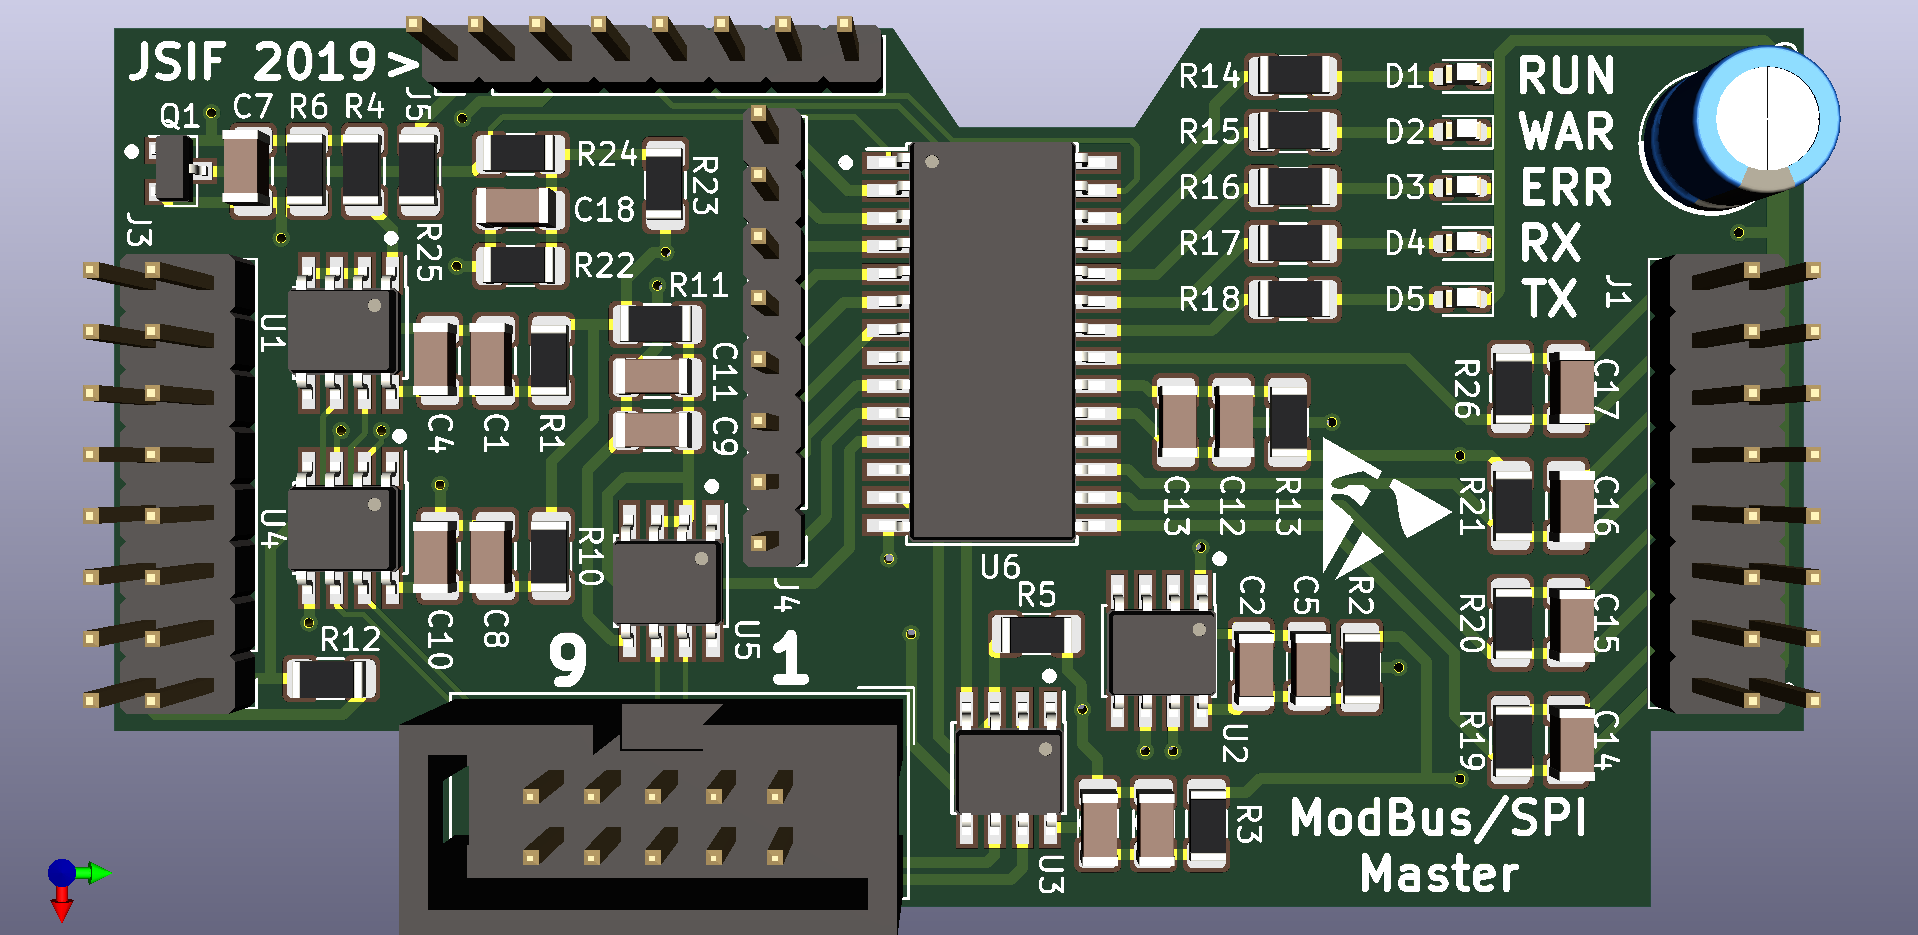 JSIF 2019 >
J5
Q1
C7
R6
R4
R25
J3
R24
C18
R22
R23
R11
C11
C9
U1
C4
C1
R1
U4
C10
C8
R10
R12
U5
J4
9
1
U6
R14
D1
RUN
R15
D2
WAR
R16
D3
ERR
R17
D4
RX
R18
D5
TX
J1
R26
C17
C13
C12
R13
R21
C16
R5
C2
C5
R2
R20
C15
U2
R19
C14
U3
R3
ModBus/SPI
Master